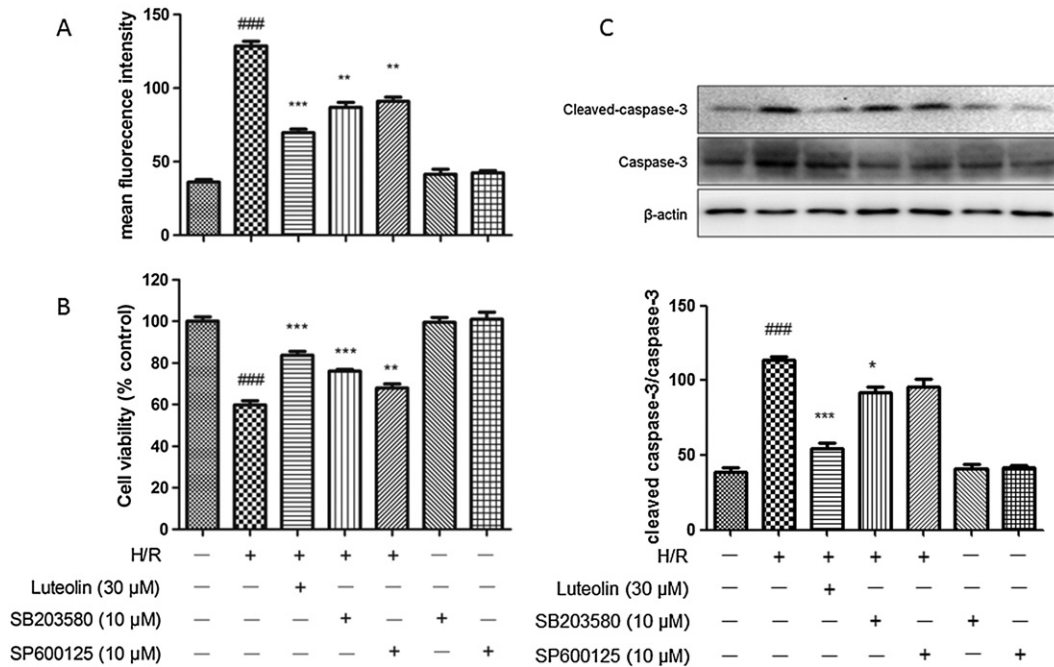 A
mean fluorecence intensity
150
100
50
0
###
***
**
**
B
Cell viability (% control)
120
100
80
60
40
20
0
###
***
***
**
H/R — + + + + — —
Luteolin (30 μM) — — + — — — —
SB203580 (10 μM) — — — + — + —
SP600125 (10 μM) — — — — + — +
C
Cleaved-caspase-3
Caspase-3
β-actin
cleaved caspase-3/caspase-3
150
100
50
0
###
***
*
H/R — + + + + — —
Luteolin (30 μM) — — + — — — —
SB203580 (10 μM) — — — + — + —
SP600125 (10 μM) — — — — + — +